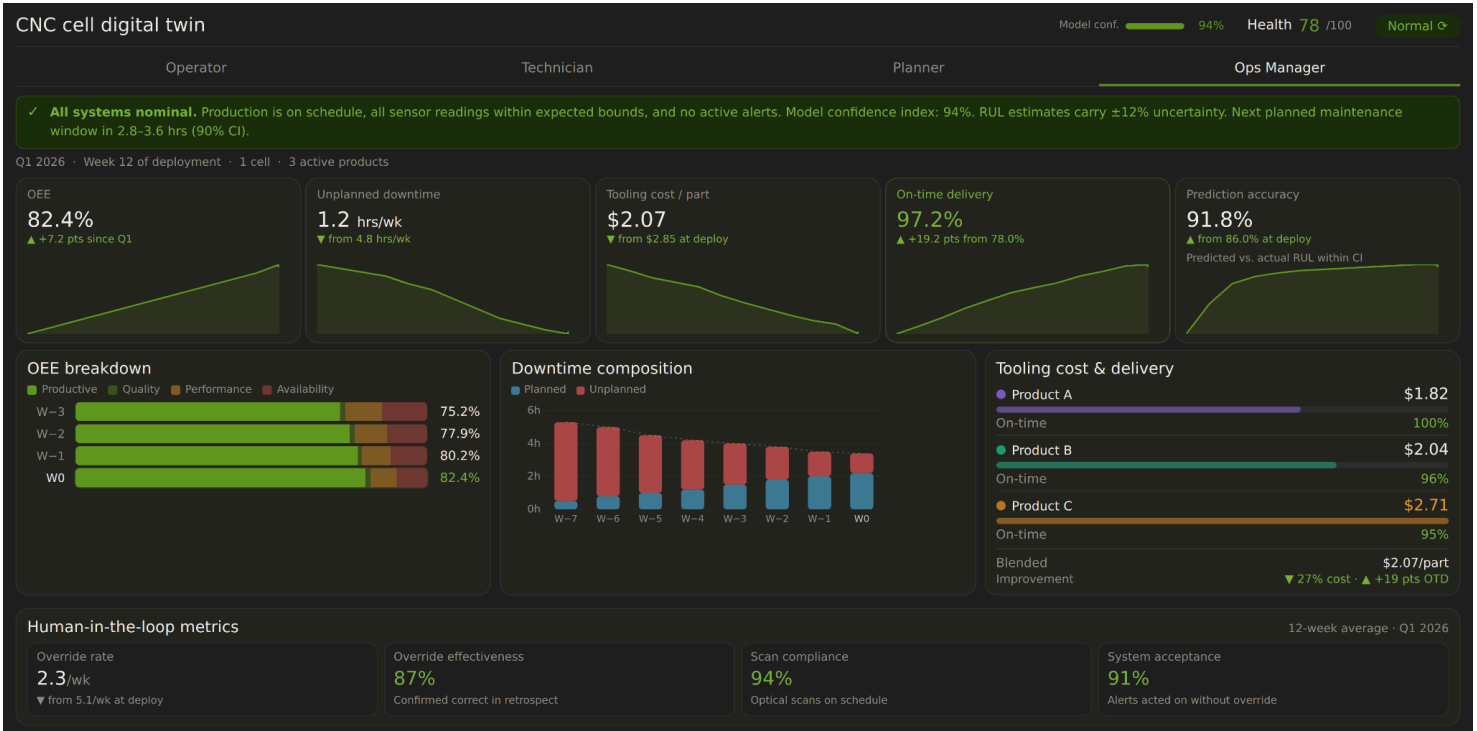 CNC cell digital twin
Model conf. 94% Health 78 /100 Normal ⟳
Operator Technician Planner Ops Manager
✓ All systems nominal. Production is on schedule, all sensor readings within expected bounds, and no active alerts. Model confidence index: 94%. RUL estimates carry ±12% uncertainty. Next planned maintenance
window in 2.8–3.6 hrs (90% CI).
Q1 2026 · Week 12 of deployment · 1 cell · 3 active products
OEE
82.4%
▲ +7.2 pts since Q1
Unplanned downtime
1.2 hrs/wk
▼ from 4.8 hrs/wk
Tooling cost / part
$2.07
▼ from $2.85 at deploy
On-time delivery
97.2%
▲ +19.2 pts from 78.0%
Prediction accuracy
91.8%
▲ from 86.0% at deploy
Predicted vs. actual RUL within CI
OEE breakdown
Productive Quality Performance Availability
W−3 75.2%
W−2 77.9%
W−1 80.2%
W0 82.4%
Downtime composition
Planned Unplanned
6h
4h
2h
0h
W−7 W−6 W−5 W−4 W−3 W−2 W−1 W0
Tooling cost & delivery
Product A $1.82
On-time 100%
Product B $2.04
On-time 96%
Product C $2.71
On-time 95%
Blended $2.07/part
Improvement ▼ 27% cost · ▲ +19 pts OTD
Human-in-the-loop metrics 12-week average · Q1 2026
Override rate
2.3/wk
▼ from 5.1/wk at deploy
Override effectiveness
87%
Confirmed correct in retrospect
Scan compliance
94%
Optical scans on schedule
System acceptance
91%
Alerts acted on without override